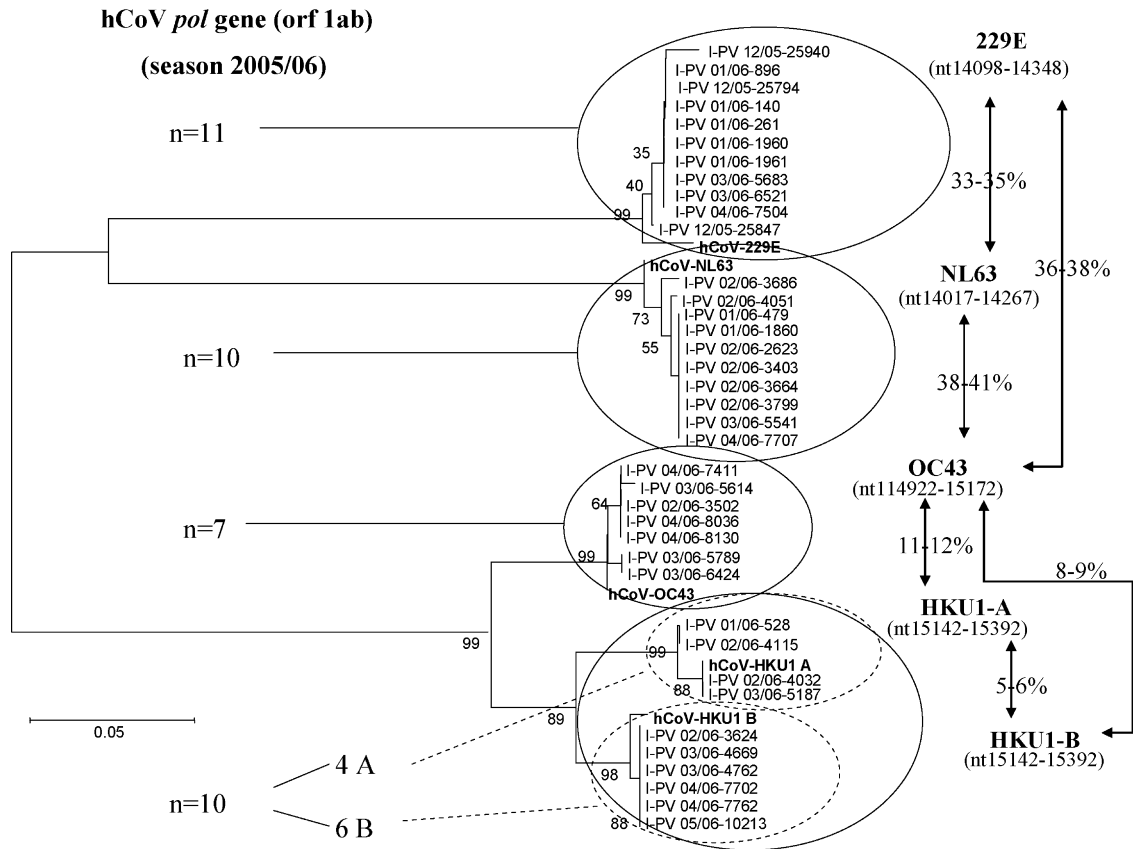 hCoV pol gene (orf 1ab)
(season 2005/06)
n=11
I-PV 12/05-25940
I-PV 01/06-896
I-PV 12/05-25794
I-PV 01/06-140
I-PV 01/06-261
I-PV 01/06-1960
I-PV 01/06-1961
I-PV 03/06-5683
I-PV 03/06-6521
I-PV 04/06-7504
I-PV 12/05-25847
hCoV-229E
35
40
99
hCoV-NL63
I-PV 02/06-3686
I-PV 02/06-4051
I-PV 01/06-479
I-PV 01/06-1860
I-PV 02/06-2623
I-PV 02/06-3403
I-PV 02/06-3664
I-PV 02/06-3799
I-PV 03/06-5541
I-PV 04/06-7707
99
73
55
n=10
I-PV 04/06-7411
I-PV 03/06-5614
I-PV 02/06-3502
I-PV 04/06-8036
I-PV 04/06-8130
I-PV 03/06-5789
I-PV 03/06-6424
hCoV-OC43
64
99
n=7
99
I-PV 01/06-528
I-PV 02/06-4115
hCoV-HKU1 A
I-PV 02/06-4032
I-PV 03/06-5187
99
88
89
hCoV-HKU1 B
I-PV 02/06-3624
I-PV 03/06-4669
I-PV 03/06-4762
I-PV 04/06-7702
I-PV 04/06-7762
I-PV 05/06-10213
98
88
0.05
n=10
4 A
6 B
229E
(nt14098-14348)
33-35%
36-38%
NL63
(nt14017-14267)
38-41%
OC43
(nt114922-15172)
11-12%
8-9%
HKU1-A
(nt15142-15392)
5-6%
HKU1-B
(nt15142-15392)